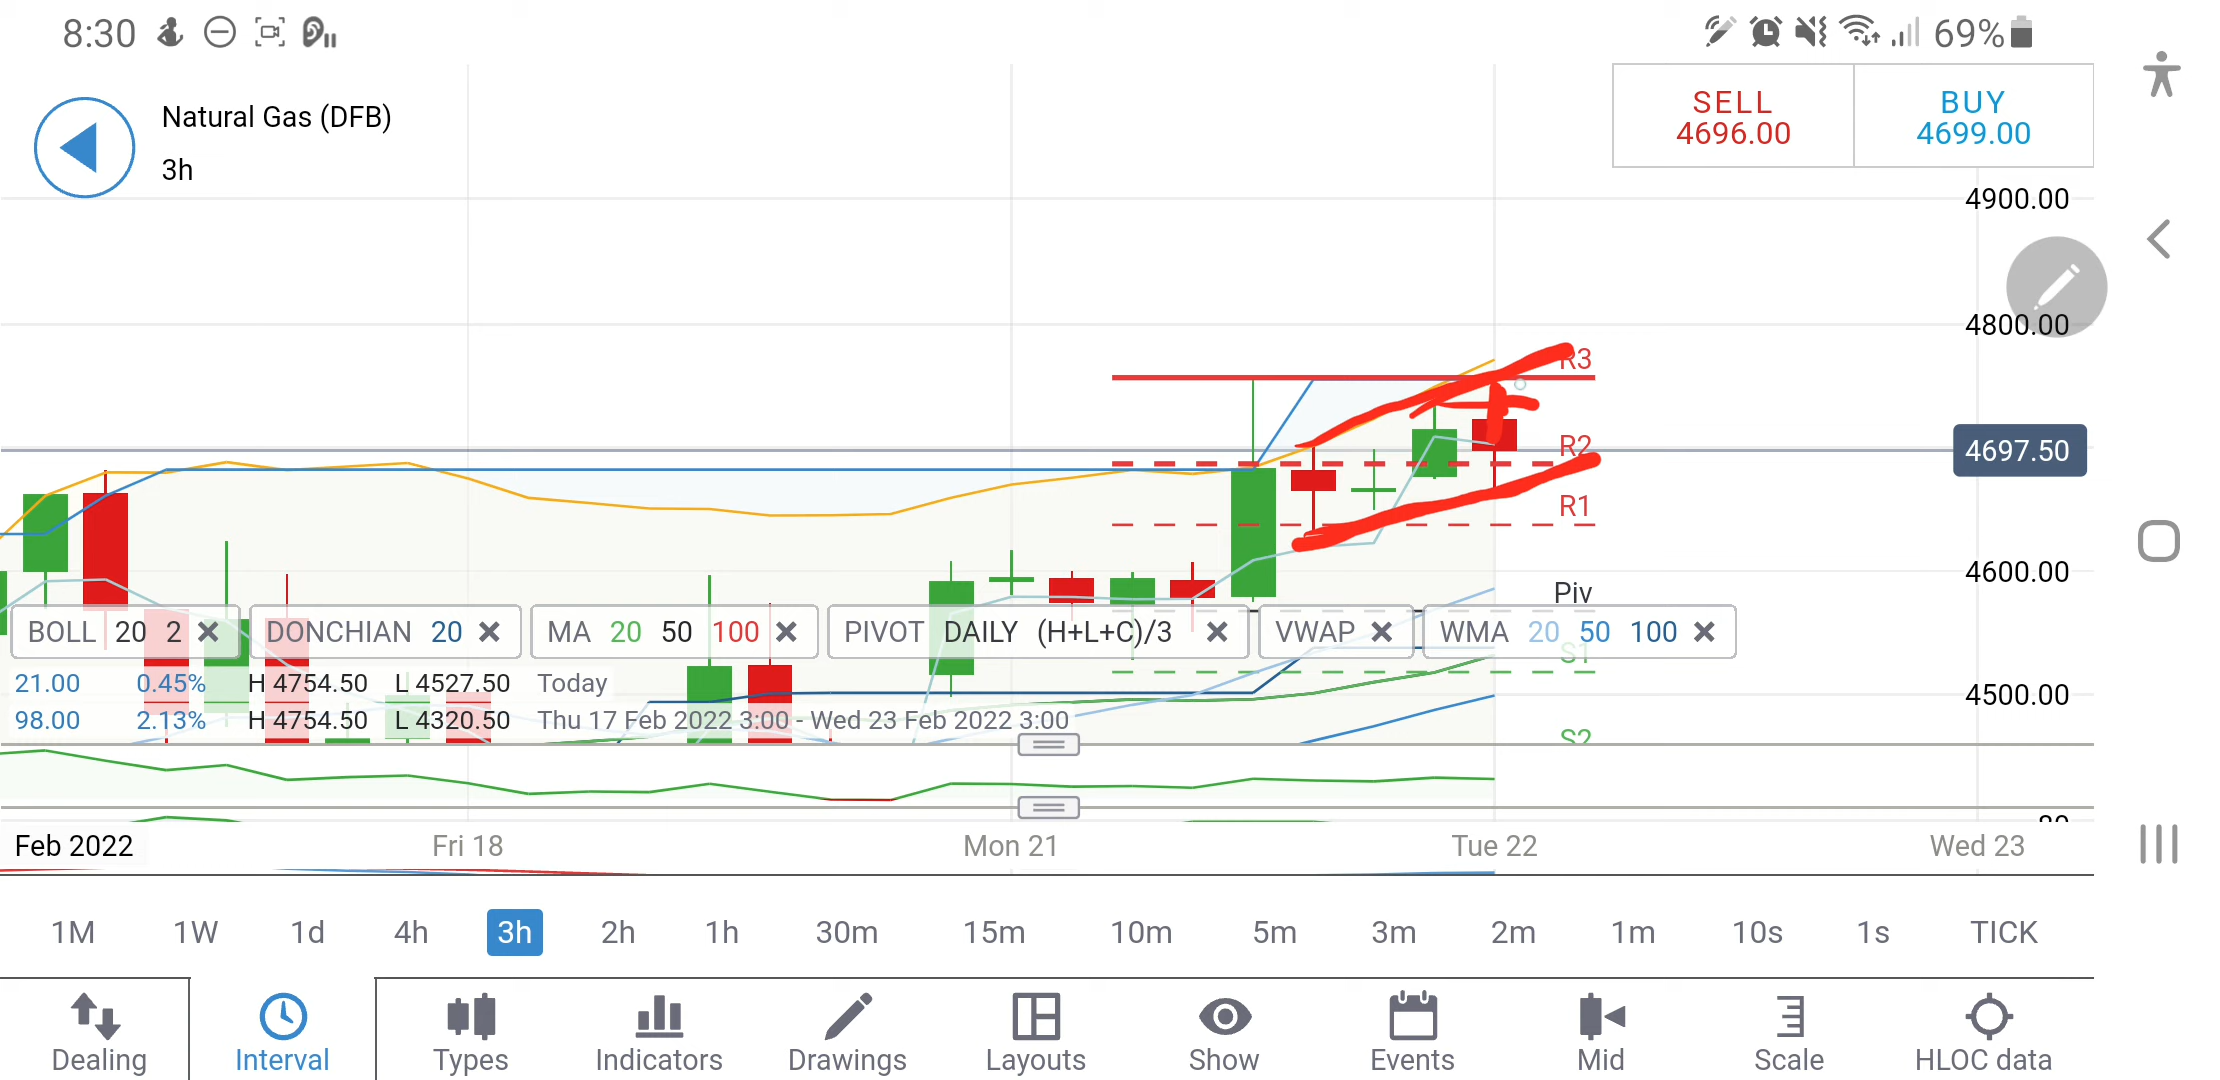 8:30
69%
Natural Gas (DFB)
3h
SELL
4696.00
BUY
4699.00
4900.00
4800.00
R3
R2
4697.50
R1
4600.00
Piv
BOLL 20 2
DONCHIAN 20
MA 20 50 100
PIVOT DAILY (H+L+C)/3
VWAP
WMA 20 50 100
S1
21.00 0.45% H 4754.50 L 4527.50 Today
4500.00
98.00 2.13% H 4754.50 L 4320.50 Thu 17 Feb 2022 3:00 - Wed 23 Feb 2022 3:00
S2
80
Feb 2022 Fri 18 Mon 21 Tue 22 Wed 23
1M 1W 1d 4h 3h 2h 1h 30m 15m 10m 5m 3m 2m 1m 10s 1s TICK
Dealing Interval Types Indicators Drawings Layouts Show Events Mid Scale HLOC data